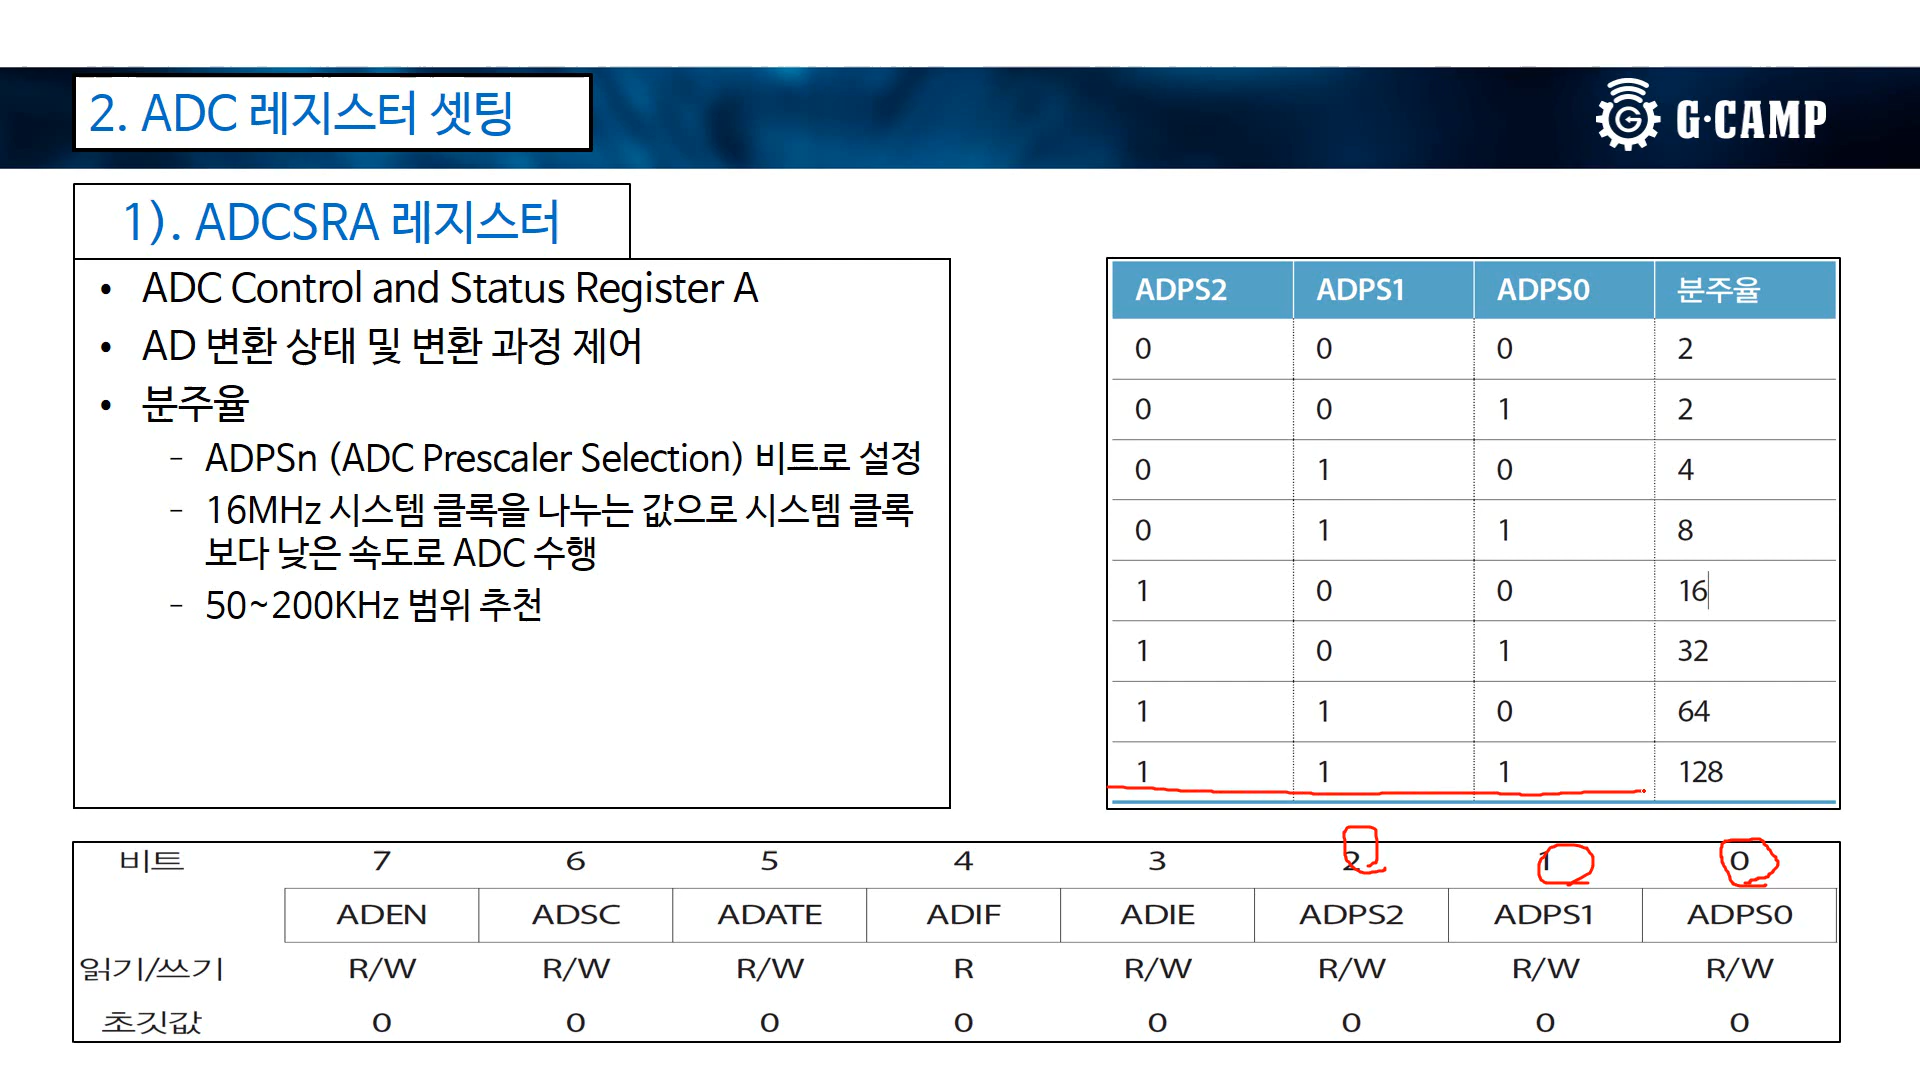 2. ADC 레지스터 셋팅
G·CAMP
1). ADCSRA 레지스터
• ADC Control and Status Register A
• AD 변환 상태 및 변환 과정 제어
• 분주율
- ADPSn (ADC Prescaler Selection) 비트로 설정
- 16MHz 시스템 클록을 나누는 값으로 시스템 클록
보다 낮은 속도로 ADC 수행
- 50~200KHz 범위 추천
ADPS2 ADPS1 ADPS0 분주율
0 0 0 2
0 0 1 2
0 1 0 4
0 1 1 8
1 0 0 16
1 0 1 32
1 1 0 64
1 1 1 128
비트 7 6 5 4 3 2 1 0
ADEN ADSC ADATE ADIF ADIE ADPS2 ADPS1 ADPS0
읽기/쓰기 R/W R/W R/W R R/W R/W R/W R/W
초깃값 0 0 0 0 0 0 0 0